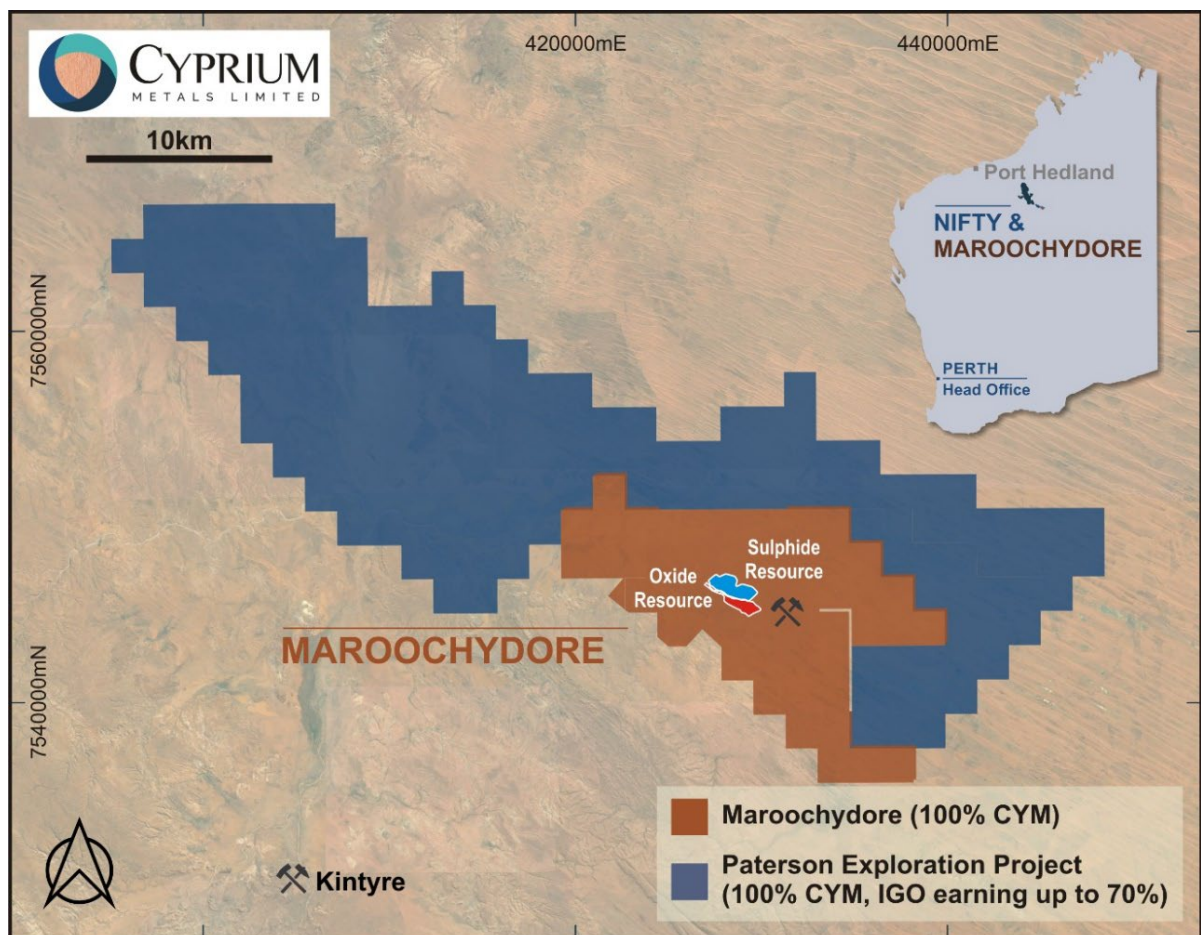 CYPRIUM
METALS LIMITED
10km
420000mE
440000mE
7560000mN
7540000mN
Port Hedland
NIFTY &
MAROOCHYDORE
PERTH
Head Office
Sulphide
Resource
Oxide
Resource
MAROOCHYDORE
Kintyre
Maroochydore (100% CYM)
Paterson Exploration Project
(100% CYM, IGO earning up to 70%)